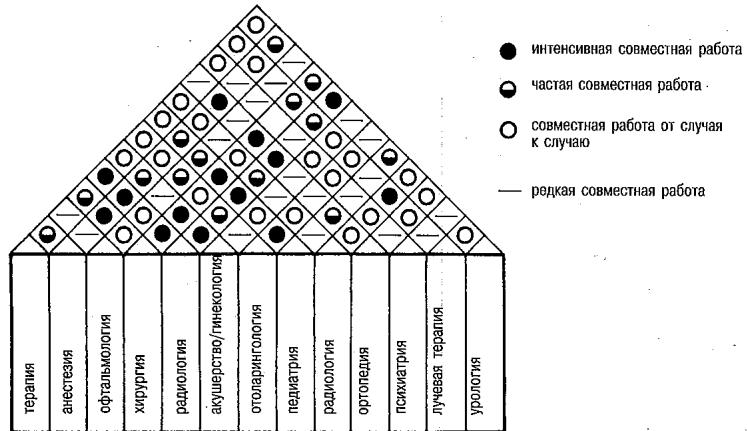 интенсивная совместная работа
частая совместная работа
совместная работа от случая
к случаю
редкая совместная работа
терапия
анестезия
офтальмология
хирургия
радиология
акушерство/гинекология
отоларингология
педиатрия
радиология
ортопедия
психиатрия
лучевая терапия
урология